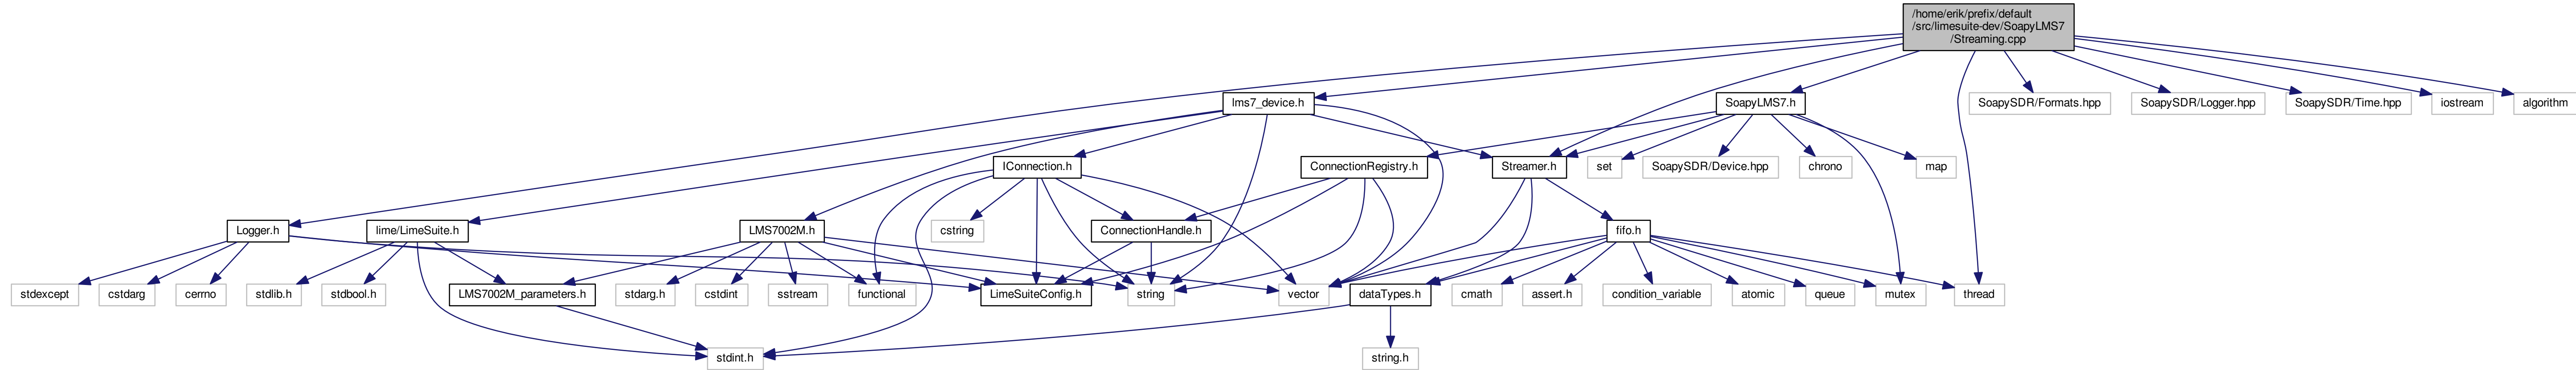 /home/erik/prefix/default
/src/limesuite-dev/SoapyLMS7
/Streaming.cpp
lms7_device.h
SoapyLMS7.h
SoapySDR/Formats.hpp
SoapySDR/Logger.hpp
SoapySDR/Time.hpp
iostream
algorithm
IConnection.h
ConnectionRegistry.h
Streamer.h
set
SoapySDR/Device.hpp
chrono
map
Logger.h
lime/LimeSuite.h
LMS7002M.h
cstring
ConnectionHandle.h
fifo.h
stdexcept
cstdarg
cerrno
stdlib.h
stdbool.h
LMS7002M_parameters.h
stdarg.h
cstdint
sstream
functional
LimeSuiteConfig.h
string
vector
dataTypes.h
cmath
assert.h
condition_variable
atomic
queue
mutex
thread
stdint.h
string.h